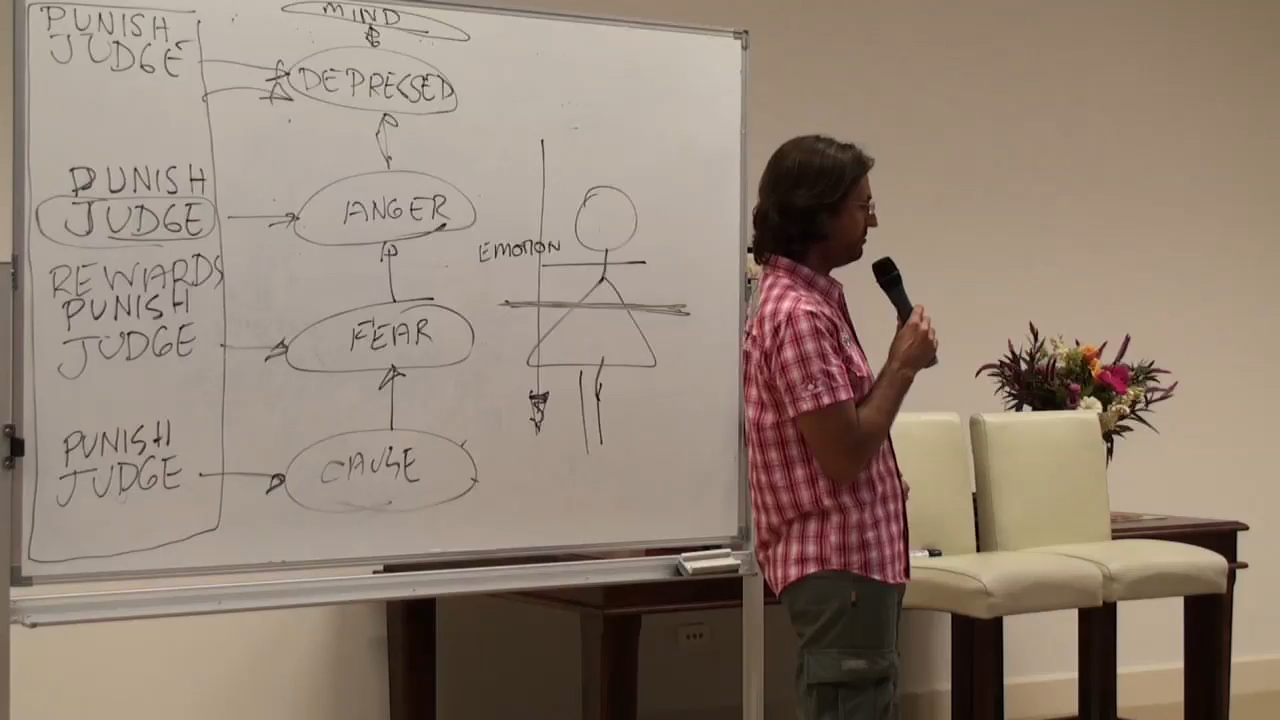 PUNISH
JUDGE
MIND
DEPRESSED
PUNISH
JUDGE
ANGER
EMOTION
REWARDS
PUNISH
JUDGE
FEAR
PUNISH
JUDGE
CAUSE